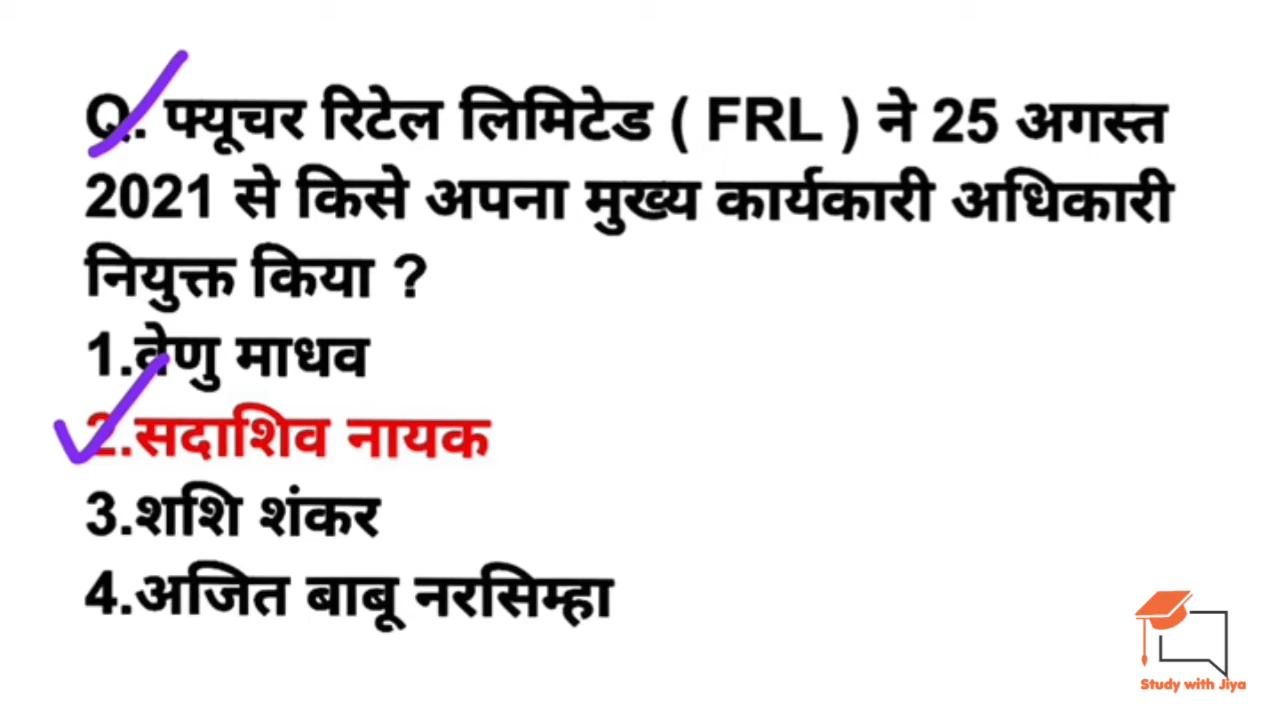 Q. फ्यूचर रिटेल लिमिटेड ( FRL ) ने 25 अगस्त
2021 से किसे अपना मुख्य कार्यकारी अधिकारी
नियुक्त किया ?
1.वेणु माधव
2.सदाशिव नायक
3.शशि शंकर
4.अजित बाबू नरसिम्हा
Study with Jiya